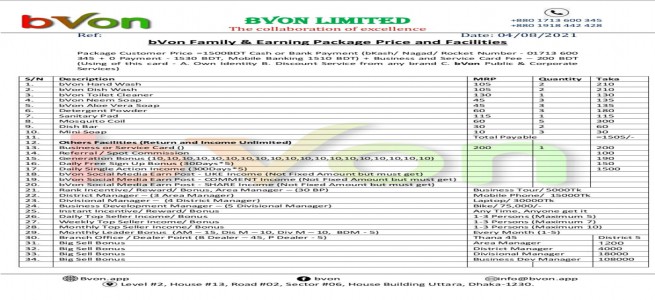 bvon
BVON LIMITED
The collaboration of excellence
+880 1713 600 345
+880 1918 442 428
Ref:
Date: 04/08/2021
bVon Family & Earning Package Price and Facilities
Package Customer Price =1500BDT Cash or Bank Payment (bKash/ Nagad/ Rocket Number - 01713 600
345 + O Payment - 1530 BDT, Mobile Banking 1510 BDT) + Business and Service Card Fee – 200 BDT
(Using of this card - A. Own Identity B. Discount Service from any brand C. bVon Public & Corporate
Services)
S/N Description MRP Quantity Taka
1. bVon Hand Wash 105 2 210
2. bVon Dish Wash 105 2 210
3. bVon Toilet Cleaner 130 1 130
4. bVon Neem Soap 45 3 135
5. bVon Aloe Vera Soap 45 3 135
6. Detergent Powder 60 3 180
7. Sanitary Pad 115 1 115
8. Mosquito Coil 60 5 300
9. Dish Bar 30 2 60
10. Mini Soap 10 3 30
11. Total Payable =1505/-
12. Others Facilities (Return and Income Unlimited)
13. Business or Service Card () 200 1 200
14. Referral / Spot Commission 100
15. Generation Bonus (10,10,10,10,10,10,10,10,10,10,10,10,10,10,10,10,10,10,10) 190
16. Daily Free Sign Up Bonus (30Days*5) 150
17. Daily Single Action Income (30Days*5) 1500
18. bVon Social Media Earn Post - LIKE Income (Not Fixed Amount but must get)
19. bVon Social Media Earn Post - COMMENT Income (Not Fixed Amount but must get)
20. bVon Social Media Earn Post - SHARE Income (Not Fixed Amount but must get)
21. Rank Incentive/ Reward/ Bonus, Area Manager – (30 BP) Business Tour/ 5000Tk
22. District Manager – (3 Area Manager) Mobile Phone/ 15000Tk
23. Divisional Manager – (4 District Manager) Laptop/ 30000Tk
24. Business Development Manager – (5 Divisional Manager) Bike/ 75,000/-
25. Instant Incentive/ Reward/ Bonus Any Time, Anyone get it
26. Daily Top Seller Income/ Bonus 1-3 Persons (Maximum 5)
27. Weekly Top Seller Income/ Bonus 1-3 Persons (Maximum 7)
28. Monthly Top Seller Income/ Bonus 1-3 Persons (Maximum 10)
29. Monthly Leader Bonus (AM – 15, Dis M – 10, Div M – 10, BDM - 5) Every Month (1-5)
30. Branch Office / Dealer Point (B Dealer - 45, P Dealer - 5) Thana 45 District 5
31. Big Sell Bonus Area Manager 1200
32. Big Sell Bonus District Manager 4000
33. Big Sell Bonus Divisional Manager 18000
33. Big Sell Bonus Business Dev Manager 108000
Bvon.app
bvon
info@bvon.app
Level #2, House #13, Road #02, Sector #06, House Building Uttara, Dhaka-1230.